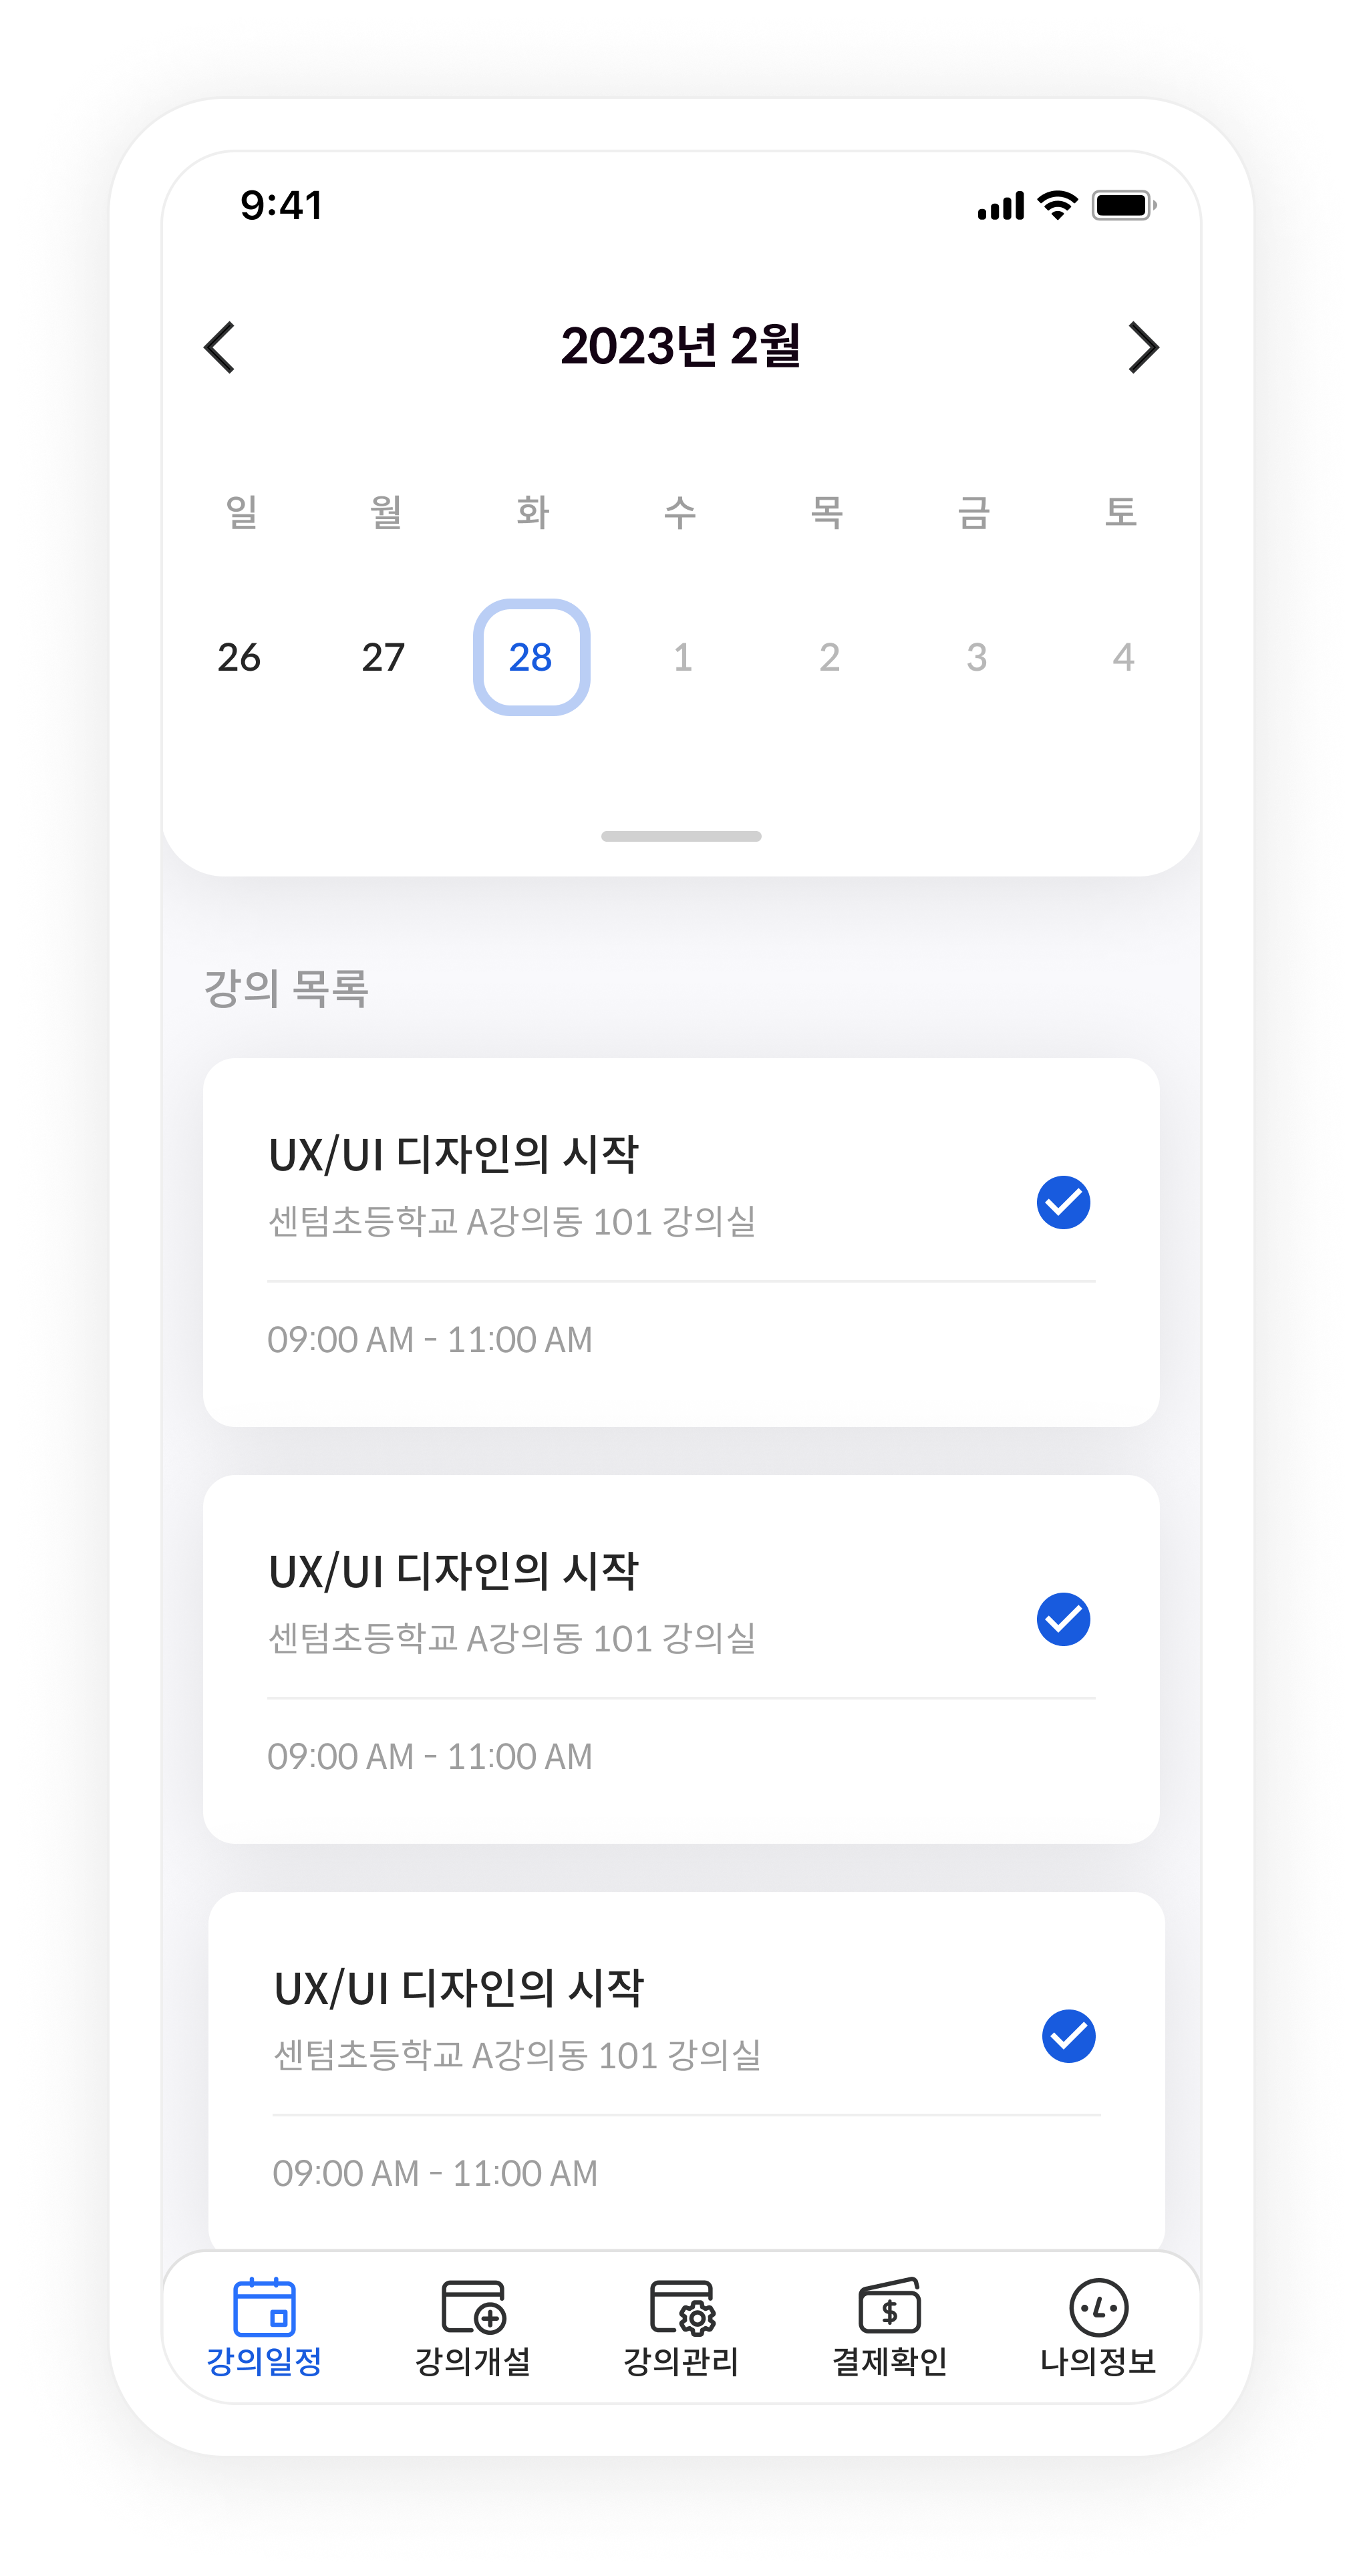 9:41
2023년 2월
일 월 화 수 목 금 토
26 27 28 1 2 3 4
강의 목록
UX/UI 디자인의 시작
센텀초등학교 A강의동 101 강의실
09:00 AM - 11:00 AM
UX/UI 디자인의 시작
센텀초등학교 A강의동 101 강의실
09:00 AM - 11:00 AM
UX/UI 디자인의 시작
센텀초등학교 A강의동 101 강의실
09:00 AM - 11:00 AM
$
강의일정 강의개설 강의관리 결제확인 나의정보